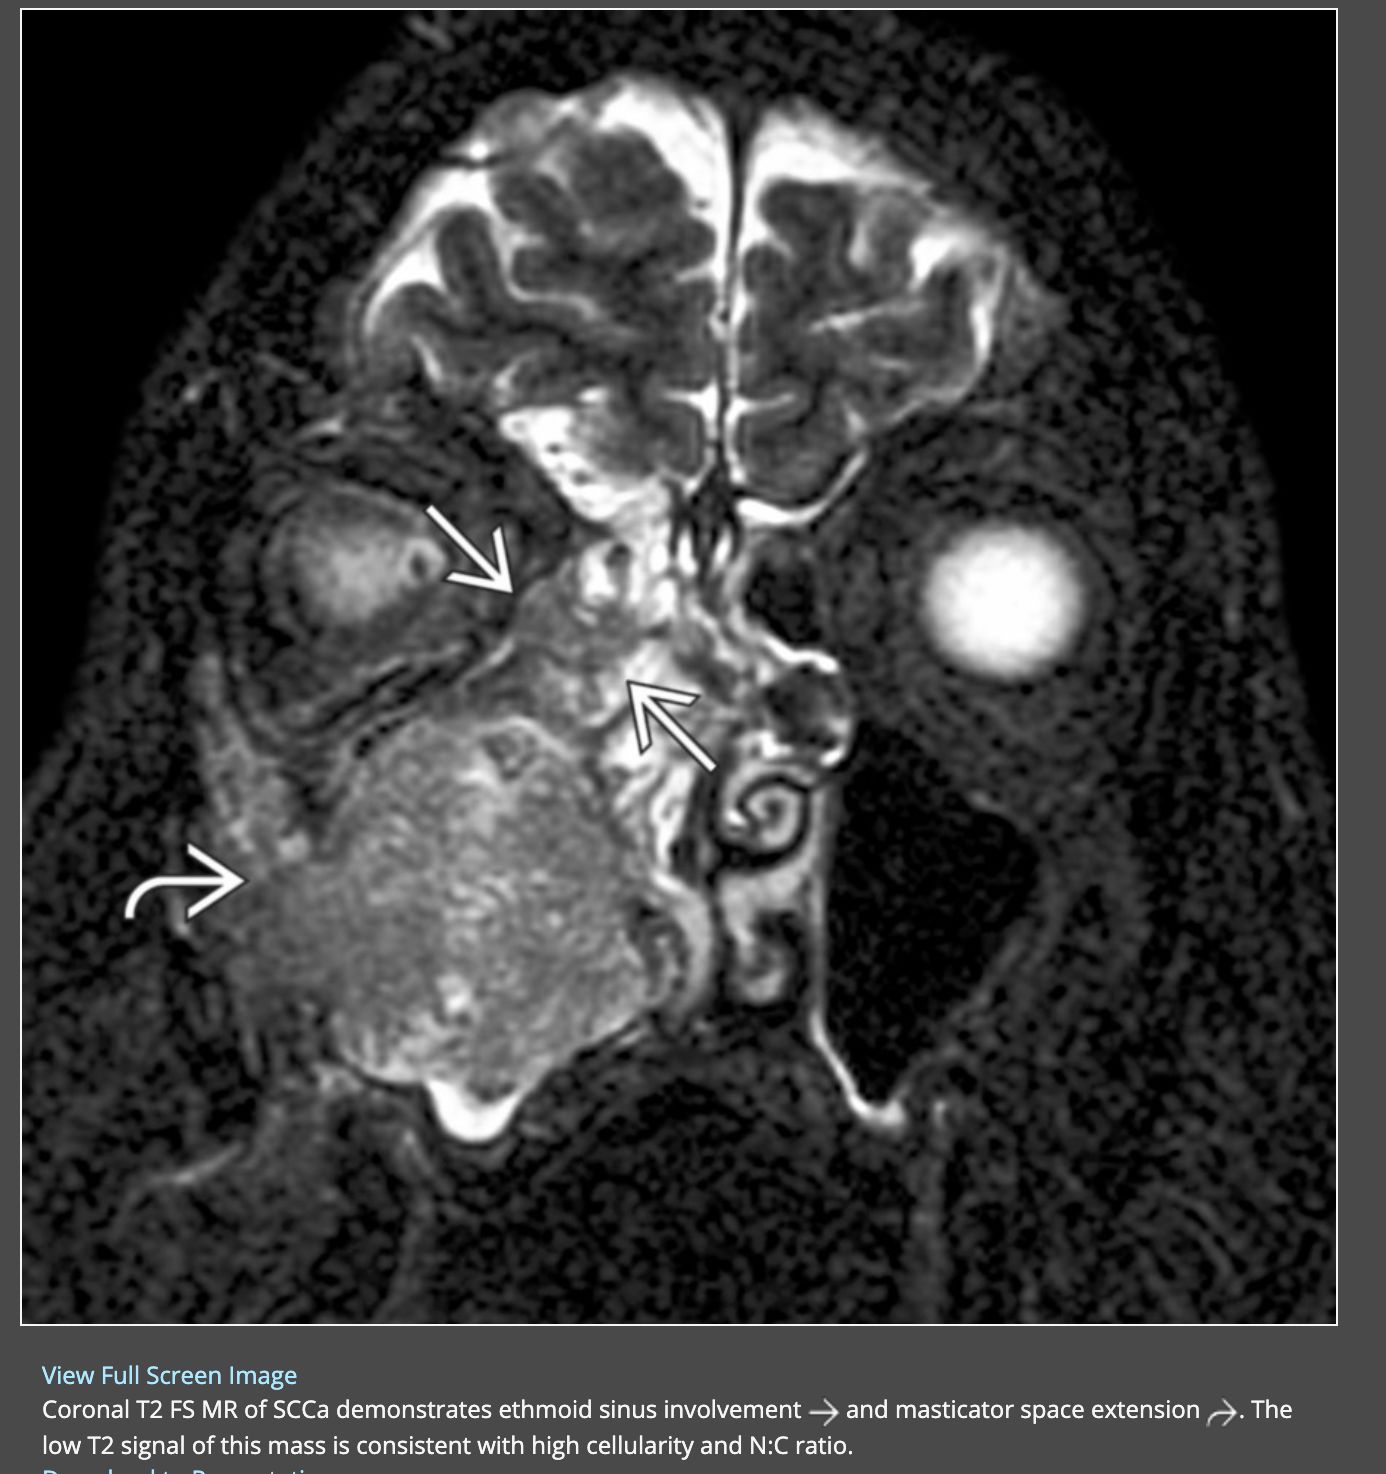 View Full Screen Image
Coronal T2 FS MR of SCCa demonstrates ethmoid sinus involvement → and masticator space extension ↷. The
low T2 signal of this mass is consistent with high cellularity and N:C ratio.